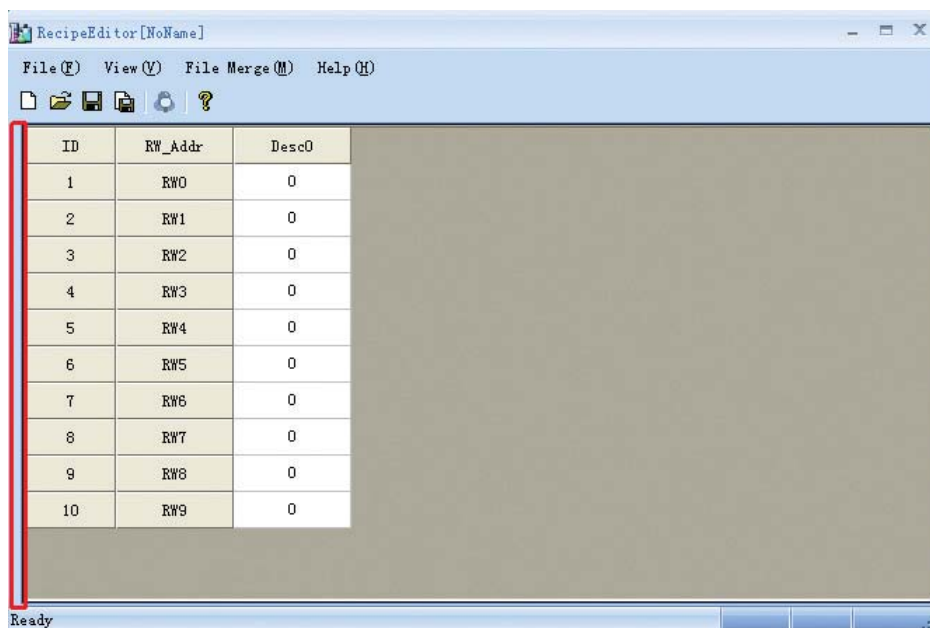 RecipeEditor[NoName]
File(F) View(V) File Merge(M) Help(H)
ID RW_Addr Desc0
1 RW0 0
2 RW1 0
3 RW2 0
4 RW3 0
5 RW4 0
6 RW5 0
7 RW6 0
8 RW7 0
9 RW8 0
10 RW9 0
Ready